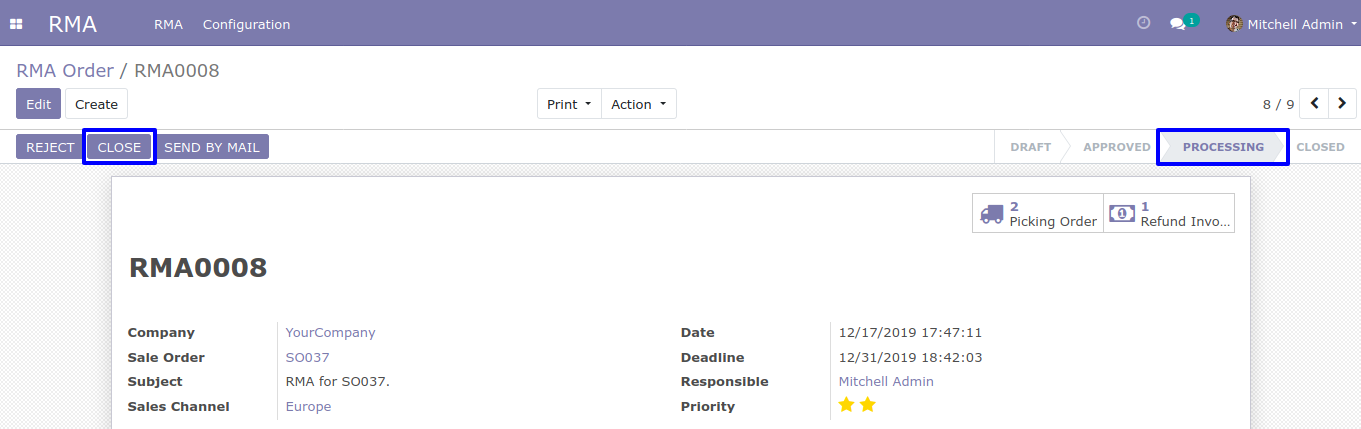 RMA RMA Configuration 1 Mitchell Admin
RMA Order / RMA0008
Edit Create Print Action 8 / 9
REJECT CLOSE SEND BY MAIL DRAFT APPROVED PROCESSING CLOSED
2 1
Picking Order Refund Invo...
RMA0008
Company YourCompany Date 12/17/2019 17:47:11
Sale Order SO037 Deadline 12/31/2019 18:42:03
Subject RMA for SO037. Responsible Mitchell Admin
Sales Channel Europe Priority